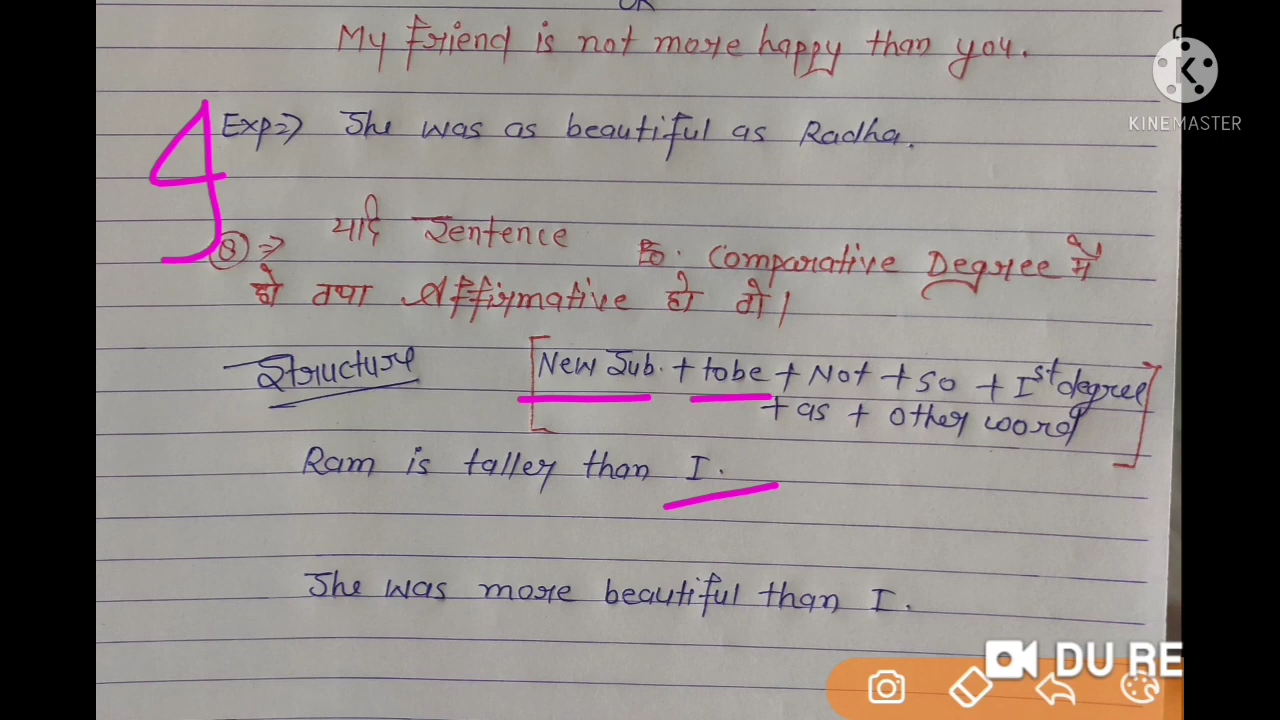 OR
My friend is not more happy than you.
KINEMASTER
4
Exp⇒ She was as beautiful as Radha.
③⇒ यदि Sentence Comparative Degree में
हो तथा Affirmative हो तो।
Structure [New Sub. + tobe + Not + so + Ist degree
+ as + other word]
Ram is taller than I.
She was more beautiful than I.
DU RE